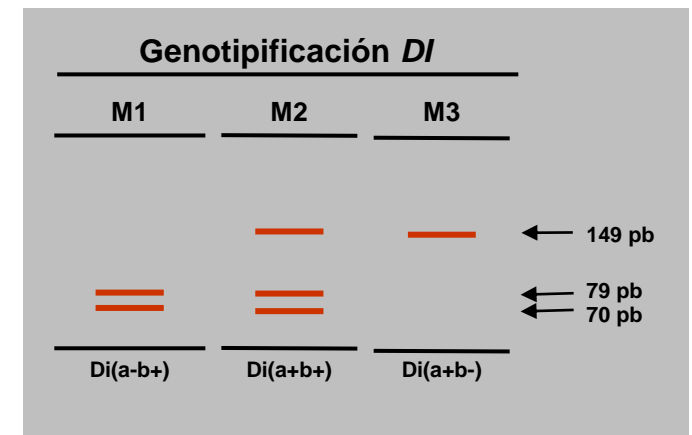 Genotipificación DI
M1 M2 M3
149 pb
79 pb
70 pb
Di(a-b+) Di(a+b+) Di(a+b-)